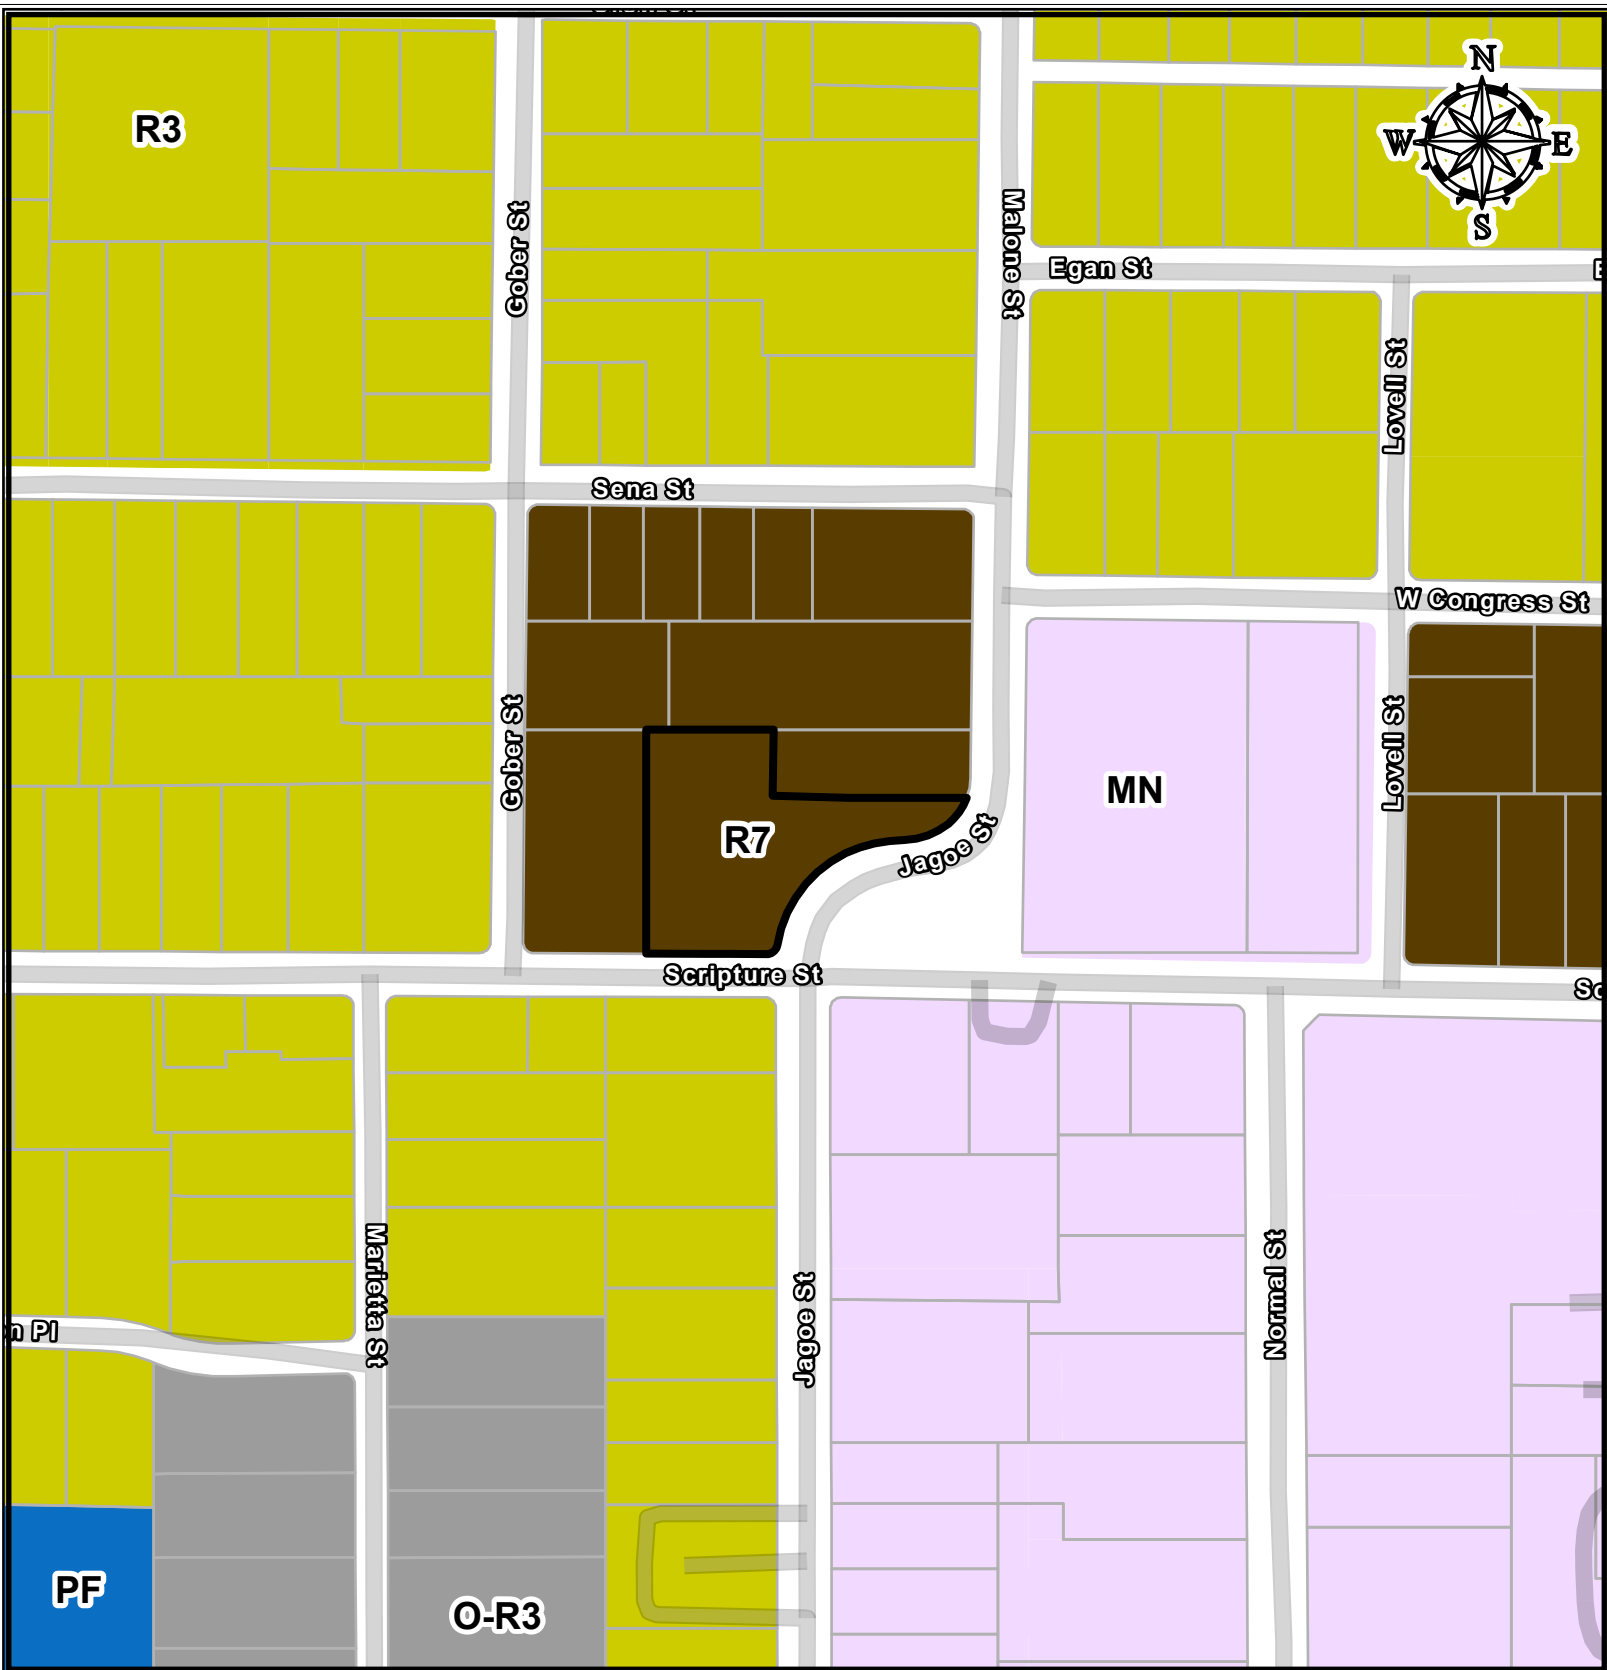 N
W
E
S
R3
Gober St
Malone St
Egan St
Lovell St
Sena St
W Congress St
Gober St
Lovell St
MN
R7
Jagoe St
Scripture St
Marietta St
Jagoe St
Normal St
n Pl
PF
O-R3